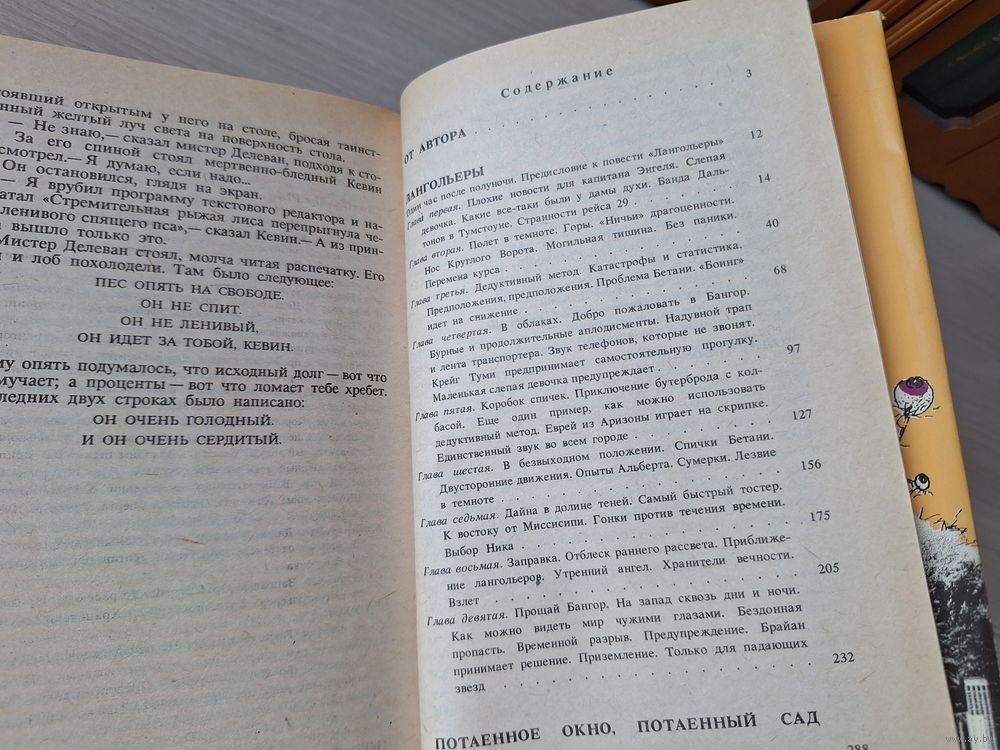 тоявший открытым у него на столе, бросая таинст-
нный желтый луч света на поверхность стола.
— Не знаю,— сказал мистер Делеван, подходя к сто-
За его спиной стоял мертвенно-бледный Кевин
смотрел.— Я думаю, если надо...
Он остановился, глядя на экран.
— Я врубил программу текстового редактора и на-
атал «Стремительная рыжая лиса перепрыгнула че-
ленивого спящего пса»,— сказал Кевин.— А из прин-
вышло только это.
Мистер Делеван стоял, молча читая распечатку. Его
и лоб похолодели. Там было следующее:
ПЕС ОПЯТЬ НА СВОБОДЕ.
ОН НЕ СПИТ.
ОН НЕ ЛЕНИВЫЙ,
ОН ИДЕТ ЗА ТОБОЙ, КЕВИН.
му опять подумалось, что исходный долг — вот что
мучает; а проценты — вот что ломает тебе хребет.
ледних двух строках было написано:
ОН ОЧЕНЬ ГОЛОДНЫЙ.
И ОН ОЧЕНЬ СЕРДИТЫЙ.
Содержание
ОТ АВТОРА . . . . . . . . . . 3
ЛАНГОЛЬЕРЫ
Один час после полуночи. Предисловие к повести «Лангольеры» 12
Глава первая. Плохие новости для капитана Энгеля. Слепая
девочка. Какие все-таки были у дамы духи. Банда Даль-
тонов в Тумстоуне. Странности рейса 29 . . . . 14
Глава вторая. Полет в темноте. Горы. «Ничьи» драгоценности.
Нос Круглого Ворота. Могильная тишина. Без паники.
Перемена курса . . . . . . . . . . 40
Глава третья. Дедуктивный метод. Катастрофы и статистика.
Предположения, предположения. Проблема Бетани. «Боинг»
идет на снижение . . . . . . . . . . 68
Глава четвертая. В облаках. Добро пожаловать в Бангор.
Бурные и продолжительные аплодисменты. Надувной трап
и лента транспортера. Звук телефонов, которые не звонят.
Крейг Туми предпринимает самостоятельную прогулку.
Маленькая слепая девочка предупреждает . . . . 97
Глава пятая. Коробок спичек. Приключение бутерброда с кол-
басой. Еще один пример, как можно использовать
дедуктивный метод. Еврей из Аризоны играет на скрипке.
Единственный звук во всем городе . . . . . . 127
Глава шестая. В безвыходном положении. Спички Бетани.
Двусторонние движения. Опыты Альберта. Сумерки. Лезвие
в темноте . . . . . . . . . . 156
Глава седьмая. Дайна в долине теней. Самый быстрый тостер.
К востоку от Миссисипи. Гонки против течения времени.
Выбор Ника . . . . . . . . . . 175
Глава восьмая. Заправка. Отблеск раннего рассвета. Приближе-
ние лангольеров. Утренний ангел. Хранители вечности.
Взлет . . . . . . . . . . 205
Глава девятая. Прощай Бангор. На запад сквозь дни и ночи.
Как можно видеть мир чужими глазами. Бездонная
пропасть. Временной разрыв. Предупреждение. Брайан
принимает решение. Приземление. Только для падающих
звезд . . . . . . . . . . 232
ПОТАЕННОЕ ОКНО, ПОТАЕННЫЙ САД
288